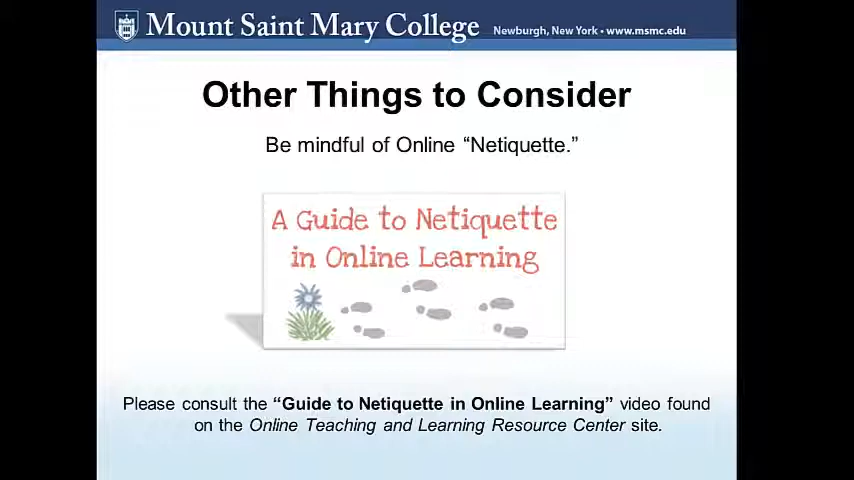 Mount Saint Mary College Newburgh, New York • www.msmc.edu
Other Things to Consider
Be mindful of Online “Netiquette.”
A Guide to Netiquette
in Online Learning
Please consult the “Guide to Netiquette in Online Learning” video found
on the Online Teaching and Learning Resource Center site.